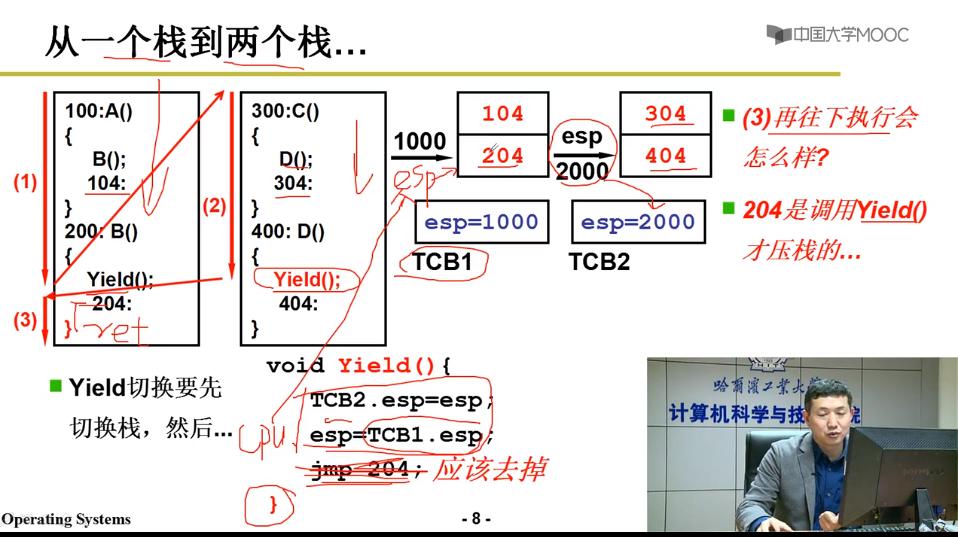 从一个栈到两个栈…
中国大学MOOC
100:A()
{
B();
104:
}
200: B()
{
Yield();
204:
}
ret
(1)
(2)
(3)
300:C()
{
D();
304:
}
400: D()
{
Yield();
404:
}
1000
esp
104
204
esp=1000
TCB1
esp
2000
304
404
esp=2000
TCB2
(3)再往下执行会
怎么样?
204是调用Yield()
才压栈的…
Yield切换要先
切换栈，然后...
void Yield(){
TCB2.esp=esp;
esp=TCB1.esp;
jmp 204; 应该去掉
}
cpu
哈尔滨工业大学
计算机科学与技 院
Operating Systems
- 8 -